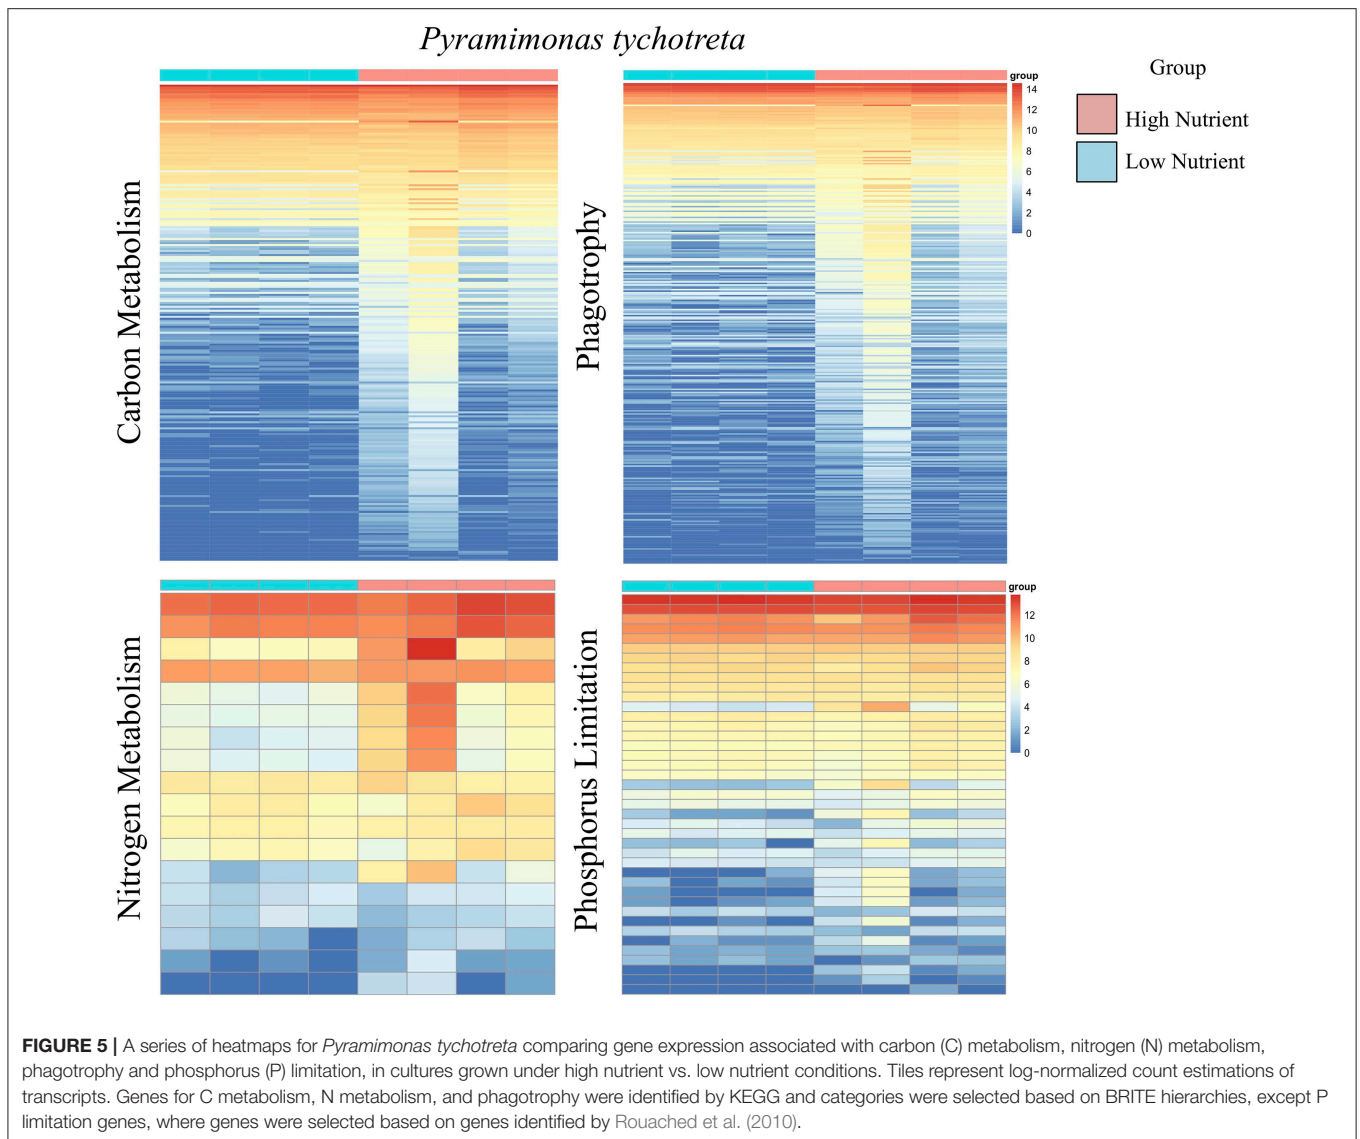 Pyramimonas tychotreta
Group
High Nutrient
Low Nutrient
Carbon Metabolism
Phagotrophy
group
14
12
10
8
6
4
2
0
Nitrogen Metabolism
Phosphorus Limitation
group
12
10
8
6
4
2
0
FIGURE 5 | A series of heatmaps for Pyramimonas tychotreta comparing gene expression associated with carbon (C) metabolism, nitrogen (N) metabolism,
phagotrophy and phosphorus (P) limitation, in cultures grown under high nutrient vs. low nutrient conditions. Tiles represent log-normalized count estimations of
transcripts. Genes for C metabolism, N metabolism, and phagotrophy were identified by KEGG and categories were selected based on BRITE hierarchies, except P
limitation genes, where genes were selected based on genes identified by Rouached et al. (2010).